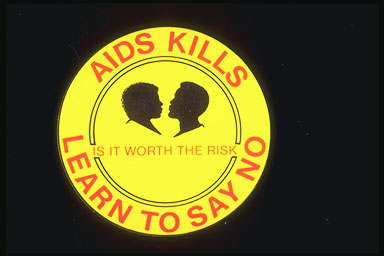 AIDS KILLS
IS IT WORTH THE RISK
LEARN TO SAY NO